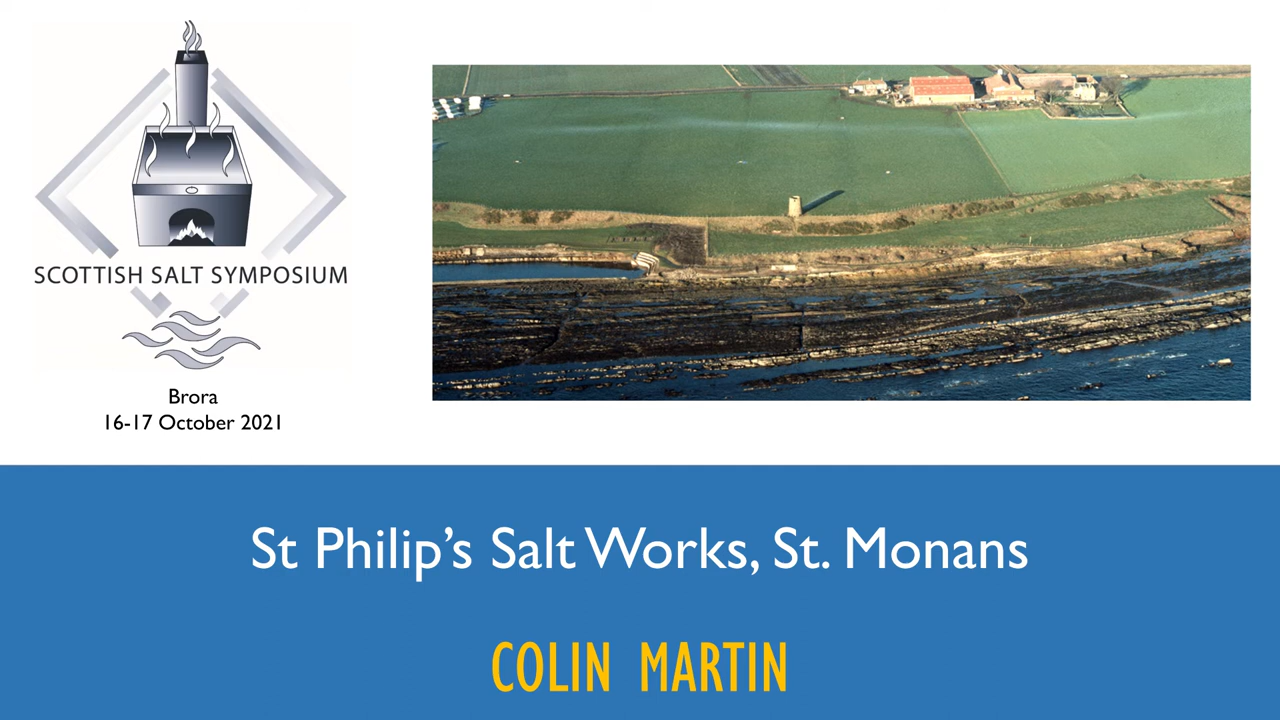 SCOTTISH SALT SYMPOSIUM
Brora
16-17 October 2021
St Philip’s Salt Works, St. Monans
COLIN MARTIN